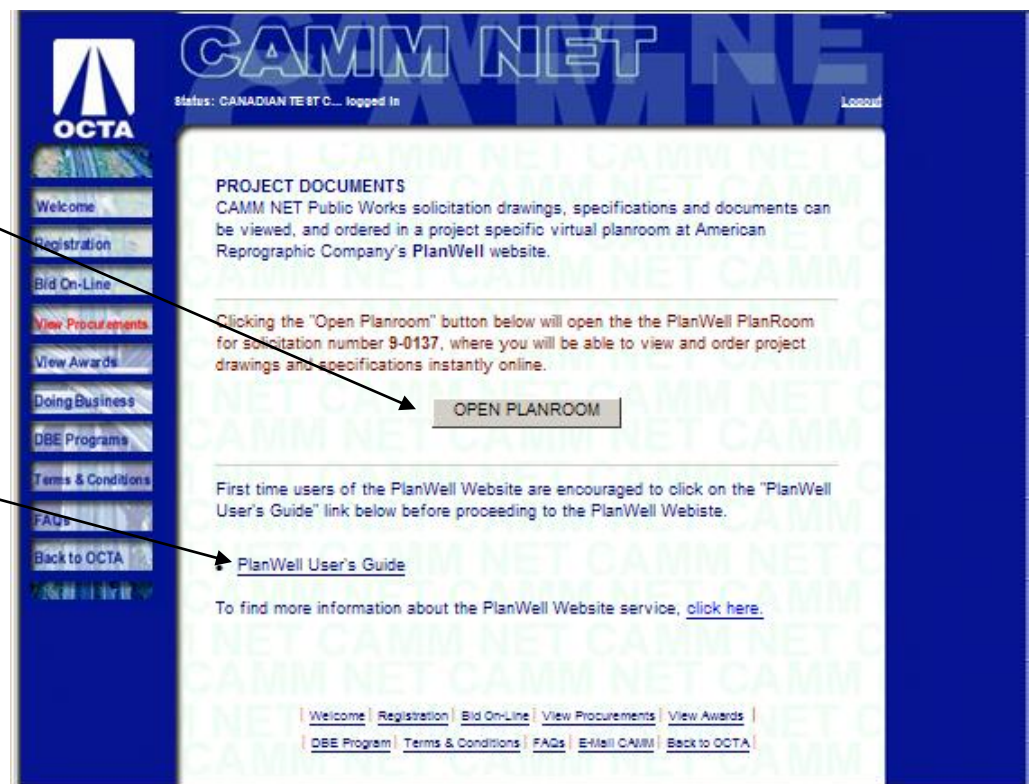 CAMM NET
Status: CANADIAN TEST C... logged in
Logout
OCTA
Welcome
Registration
Bid On-Line
View Procurements
View Awards
Doing Business
DBE Programs
Terms & Conditions
FAQs
Back to OCTA
PROJECT DOCUMENTS
CAMM NET Public Works solicitation drawings, specifications and documents can
be viewed, and ordered in a project specific virtual planroom at American
Reprographic Company's PlanWell website.
Clicking the "Open Planroom" button below will open the the PlanWell PlanRoom
for solicitation number 9-0137, where you will be able to view and order project
drawings and specifications instantly online.
OPEN PLANROOM
First time users of the PlanWell Website are encouraged to click on the "PlanWell
User's Guide" link below before proceeding to the PlanWell Webiste.
• PlanWell User's Guide
To find more information about the PlanWell Website service, click here.
| Welcome | Registration | Bid On-Line | View Procurements | View Awards |
| DBE Program | Terms & Conditions | FAQs | E-Mail CAMM | Back to OCTA |